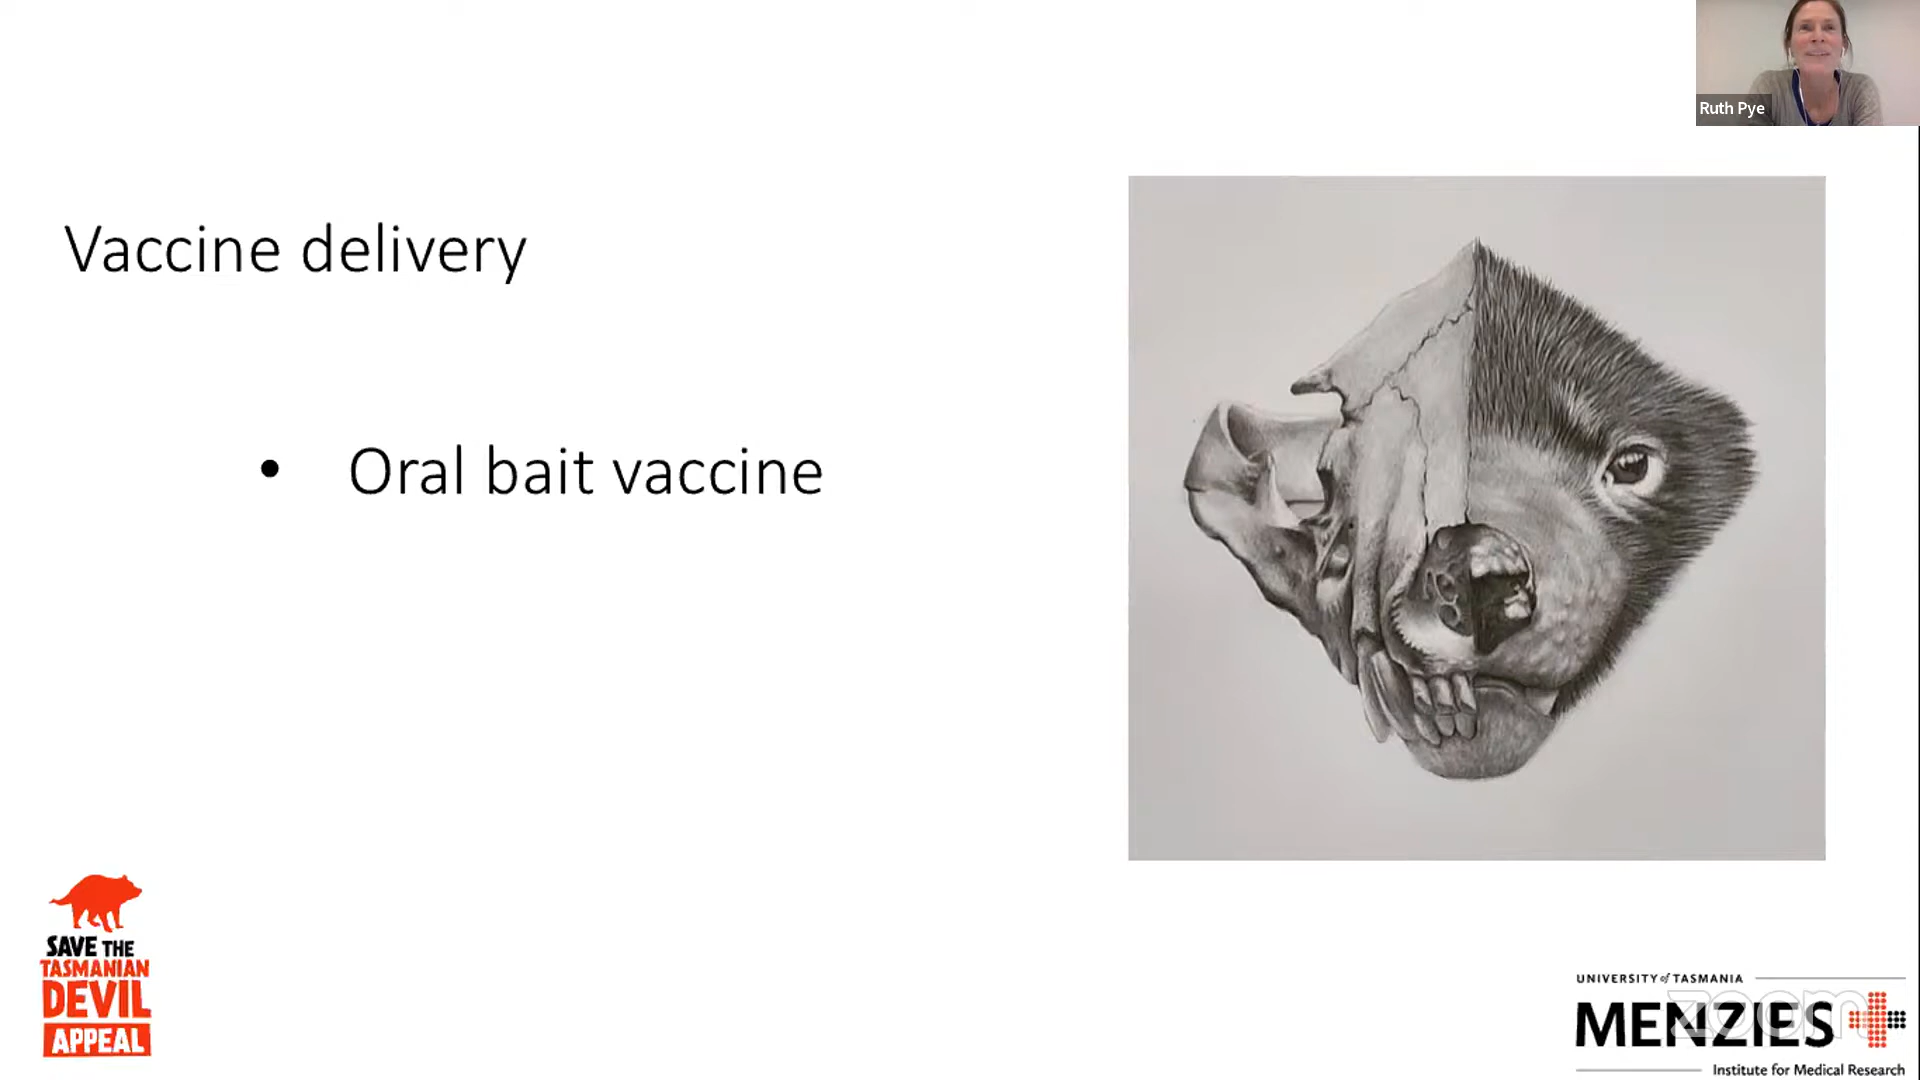 Ruth Pye
Vaccine delivery
• Oral bait vaccine
SAVE THE
TASMANIAN
DEVIL
APPEAL
UNIVERSITY of TASMANIA
zoom
MENZIES
Institute for Medical Research